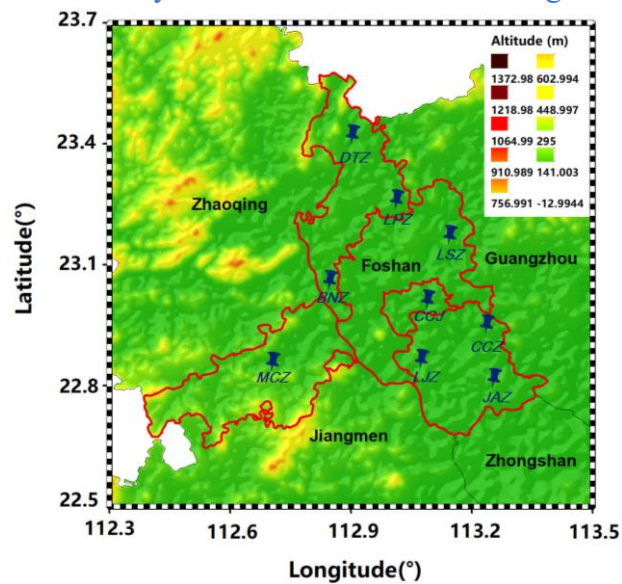 23.7
23.4
23.1
22.8
22.5
Latitude(°)
Altitude (m)
1372.98 602.994
1218.98 448.997
1064.99 295
910.989 141.003
756.991 -12.9944
DTZ
Zhaoqing
LPZ
LSZ
Foshan
Guangzhou
BNZ
CCJ
CCZ
MCZ
LJZ
JAZ
Jiangmen
Zhongshan
112.3 112.6 112.9 113.2 113.5
Longitude(°)